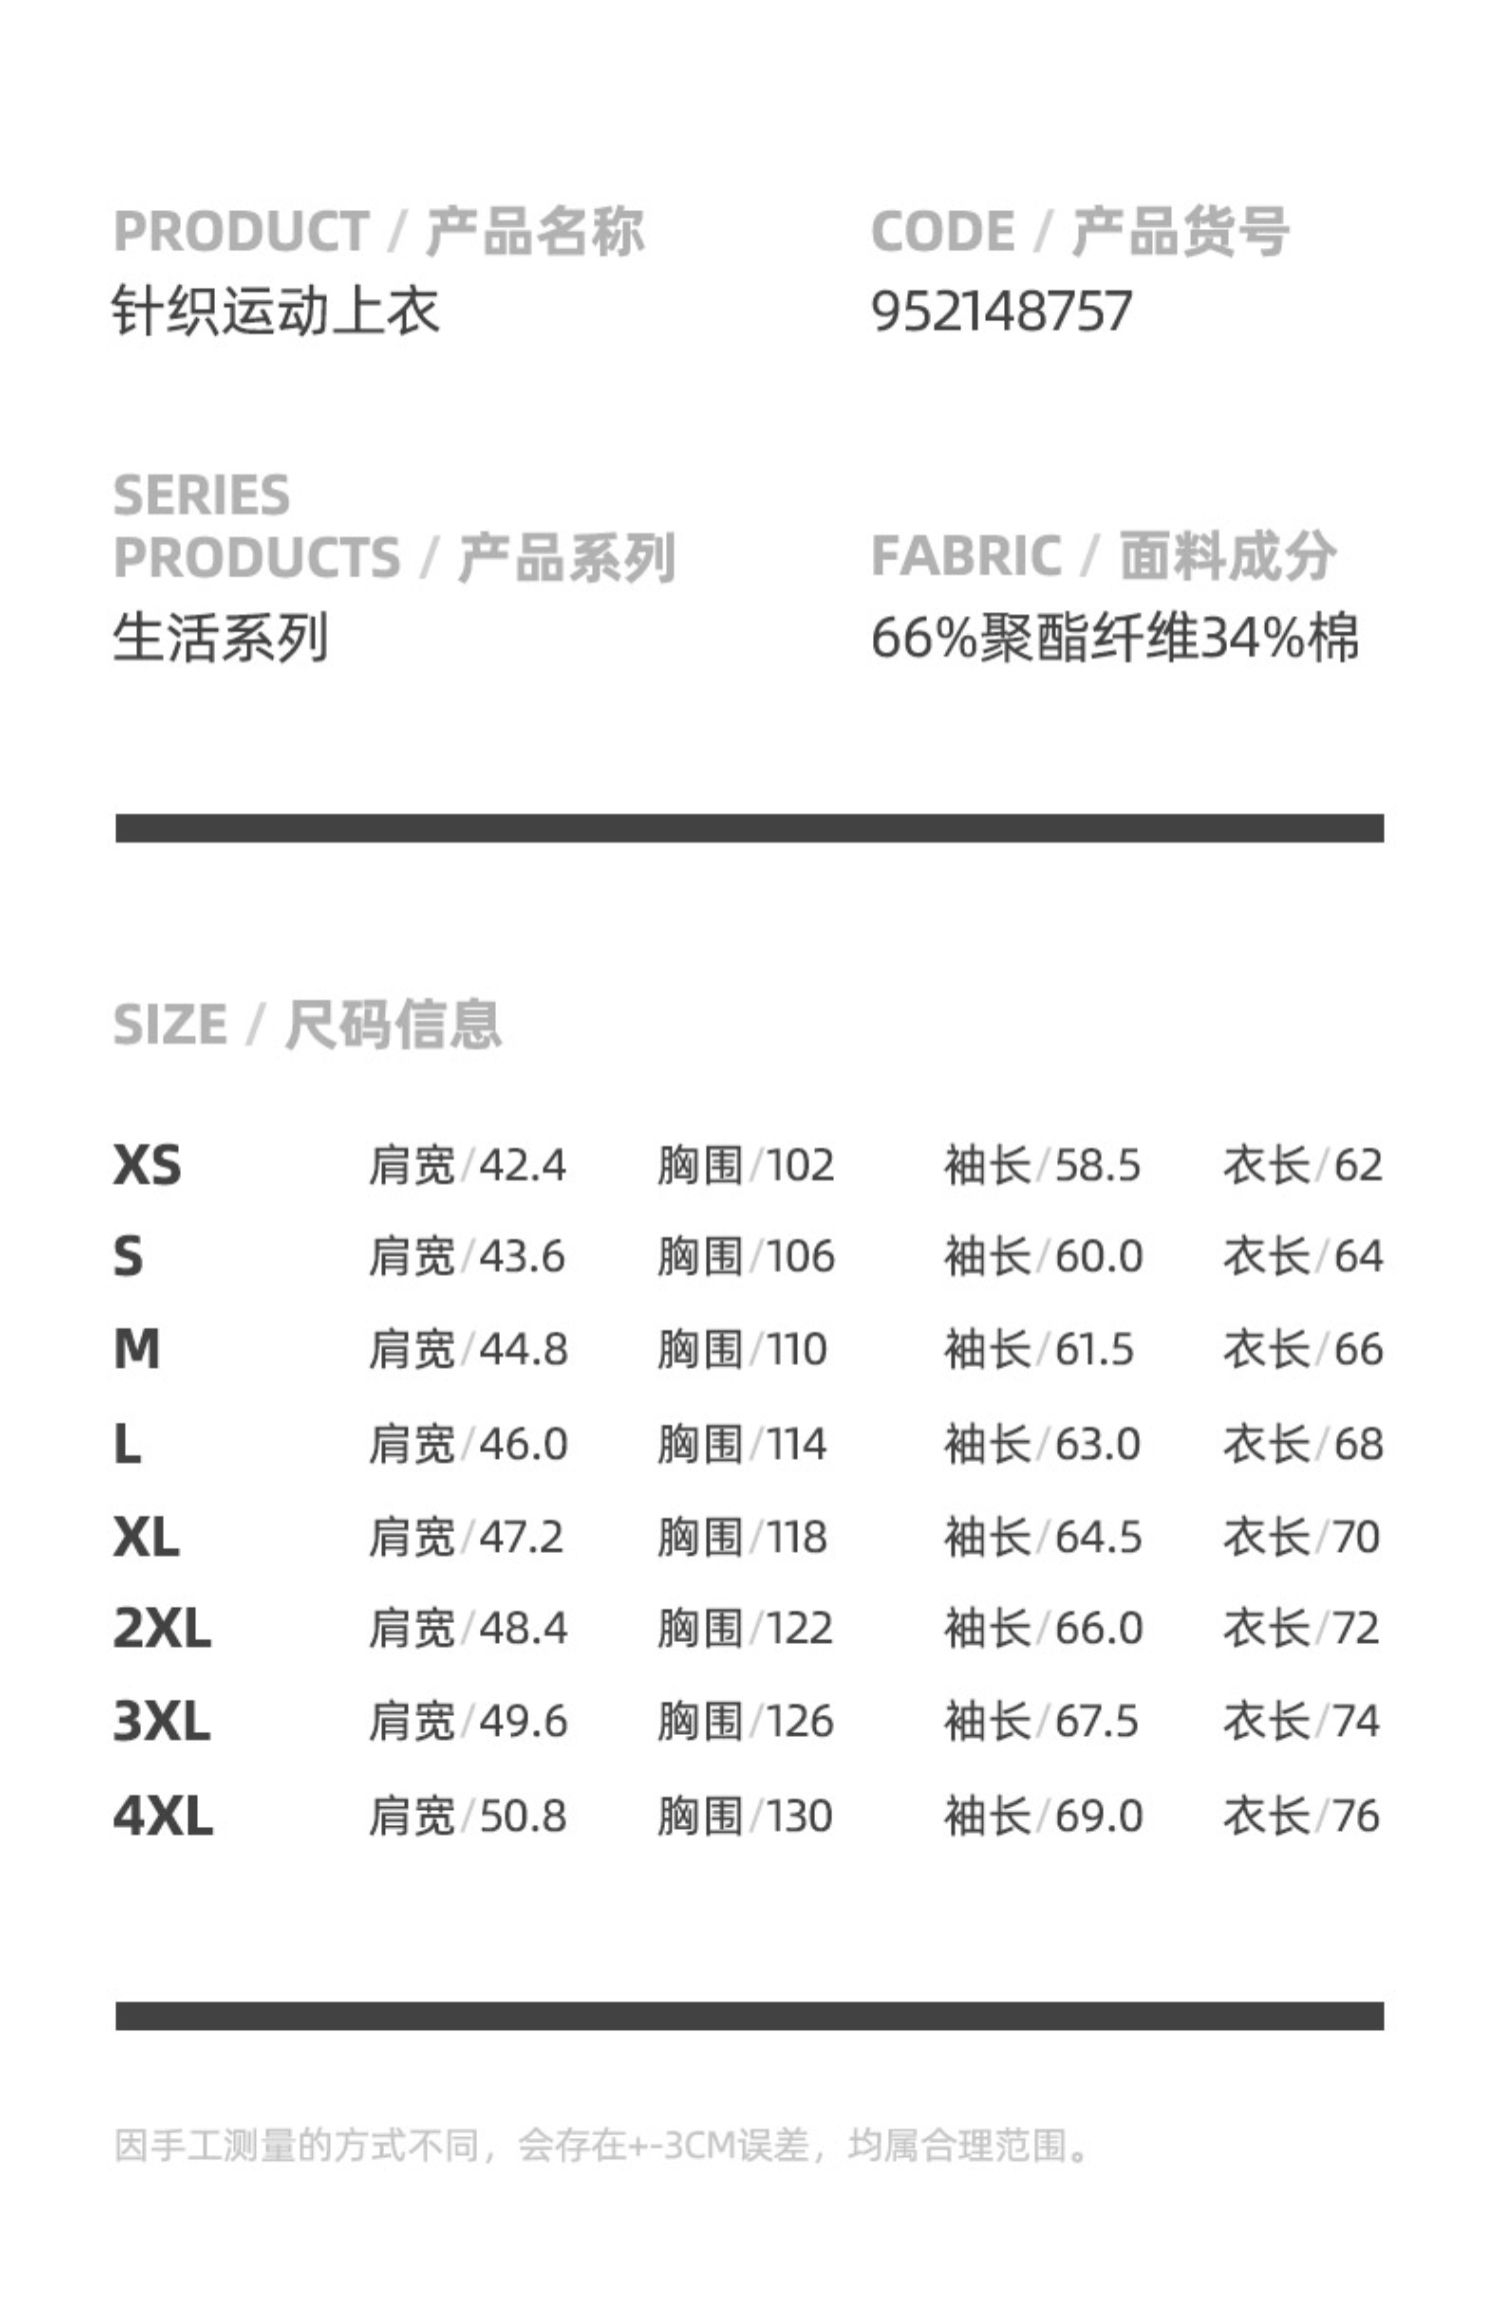 PRODUCT / 产品名称
针织运动上衣
CODE / 产品货号
952148757
SERIES
PRODUCTS / 产品系列
生活系列
FABRIC / 面料成分
66%聚酯纤维34%棉
SIZE / 尺码信息
XS 肩宽/42.4 胸围/102 袖长/58.5 衣长/62
S 肩宽/43.6 胸围/106 袖长/60.0 衣长/64
M 肩宽/44.8 胸围/110 袖长/61.5 衣长/66
L 肩宽/46.0 胸围/114 袖长/63.0 衣长/68
XL 肩宽/47.2 胸围/118 袖长/64.5 衣长/70
2XL 肩宽/48.4 胸围/122 袖长/66.0 衣长/72
3XL 肩宽/49.6 胸围/126 袖长/67.5 衣长/74
4XL 肩宽/50.8 胸围/130 袖长/69.0 衣长/76
因手工测量的方式不同，会存在+-3CM误差，均属合理范围。